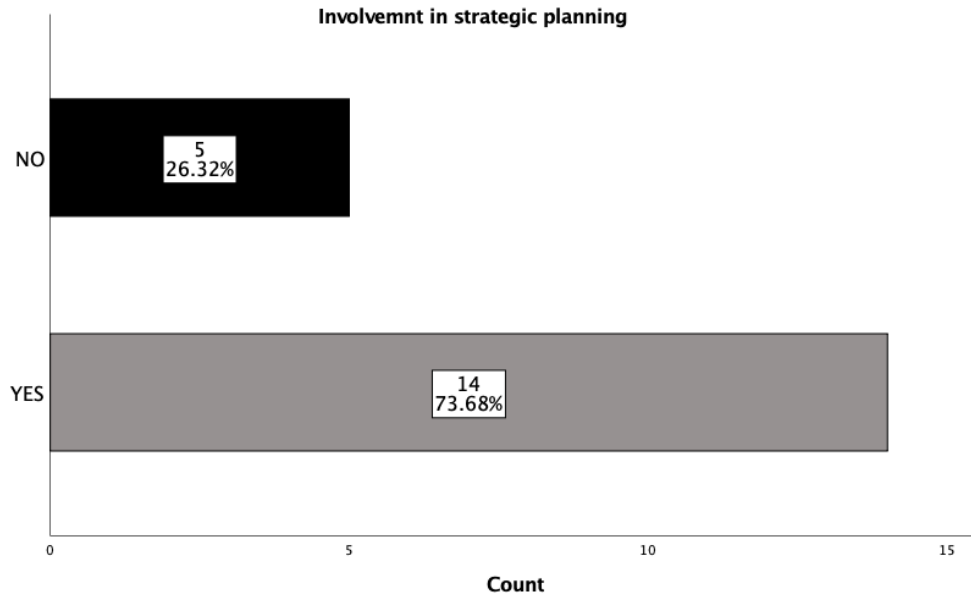 Involvemnt in strategic planning
NO
5
26.32%
YES
14
73.68%
0 5 10 15
Count